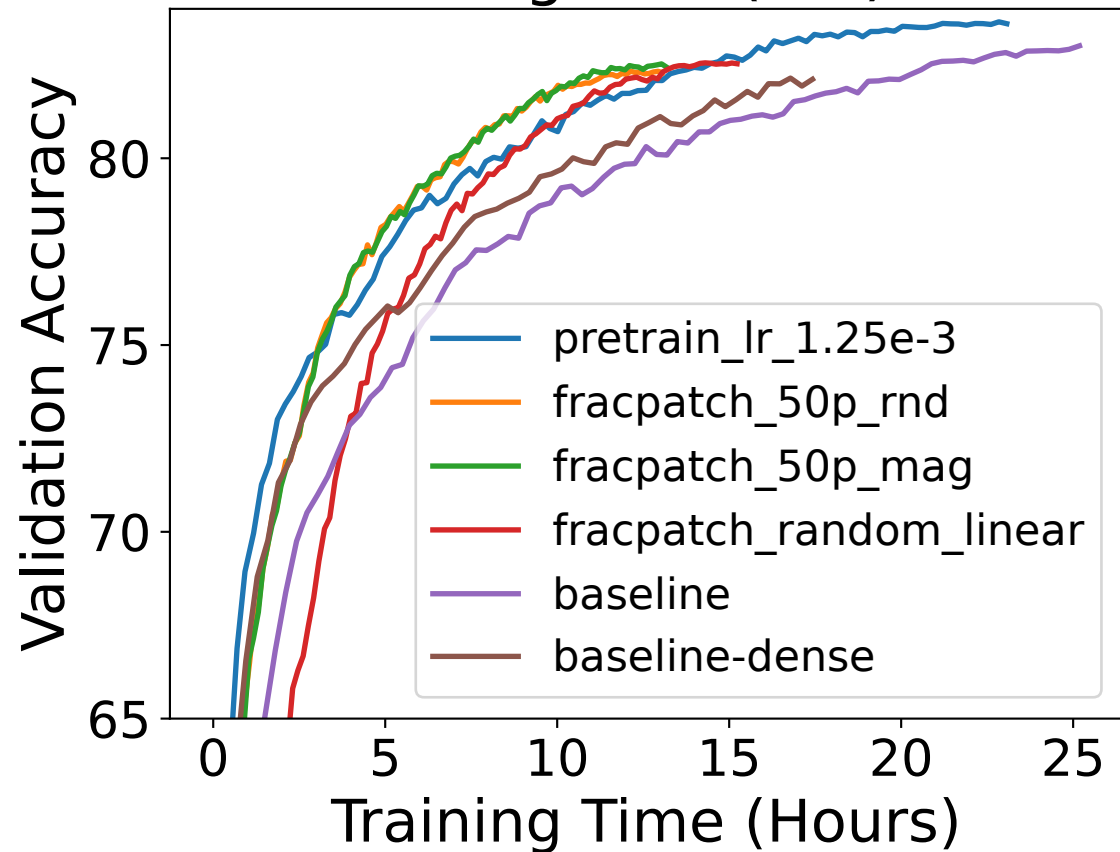 Validation Accuracy
80
75
70
65
0 5 10 15 20 25
Training Time (Hours)
pretrain_lr_1.25e-3
fracpatch_50p_rnd
fracpatch_50p_mag
fracpatch_random_linear
baseline
baseline-dense